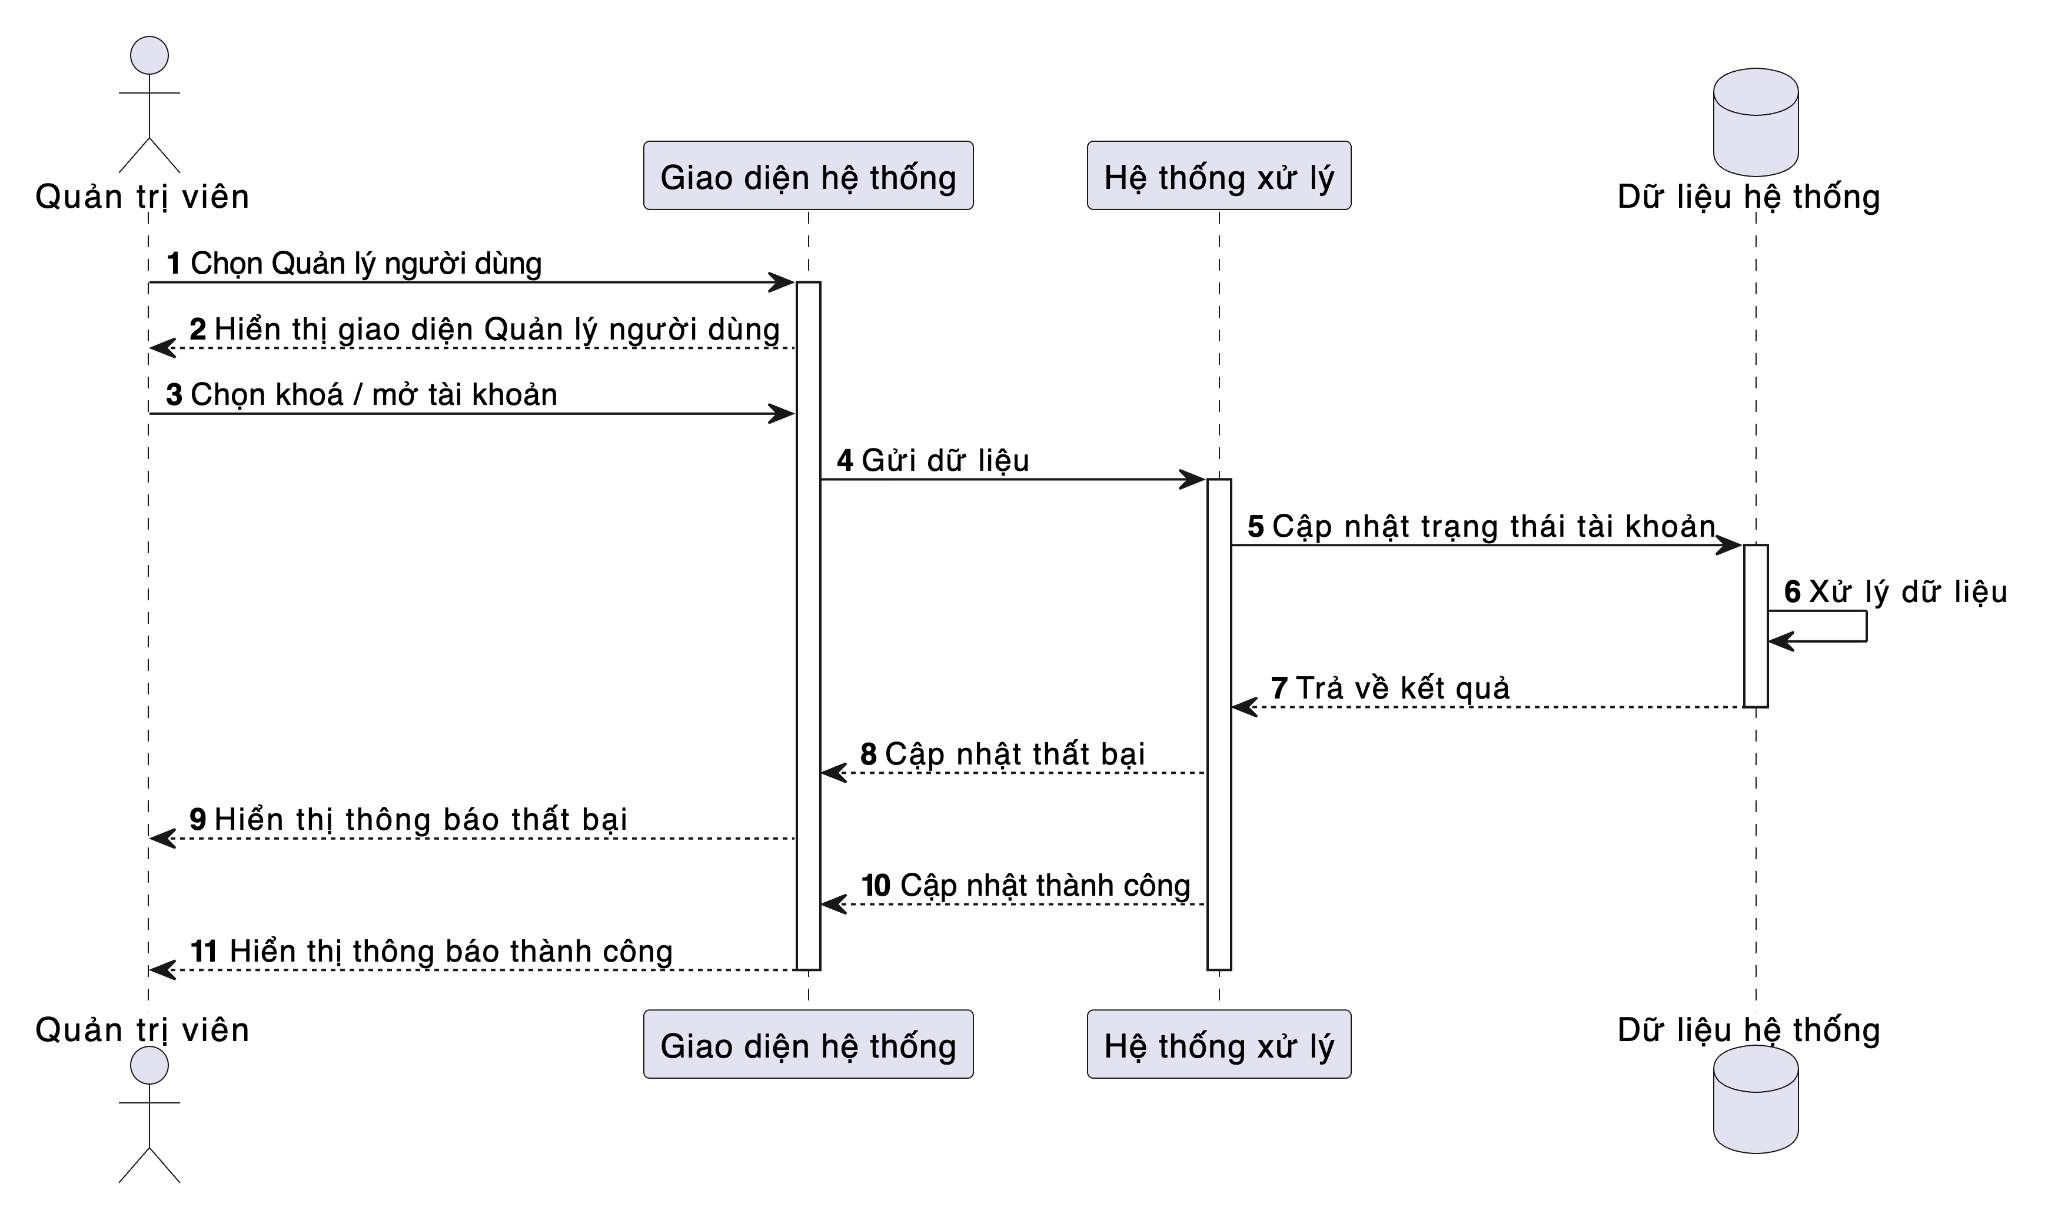 Quản trị viên
Giao diện hệ thống
Hệ thống xử lý
Dữ liệu hệ thống
1 Chọn Quản lý người dùng
2 Hiển thị giao diện Quản lý người dùng
3 Chọn khoá / mở tài khoản
4 Gửi dữ liệu
5 Cập nhật trạng thái tài khoản
6 Xử lý dữ liệu
7 Trả về kết quả
8 Cập nhật thất bại
9 Hiển thị thông báo thất bại
10 Cập nhật thành công
11 Hiển thị thông báo thành công
Quản trị viên
Giao diện hệ thống
Hệ thống xử lý
Dữ liệu hệ thống